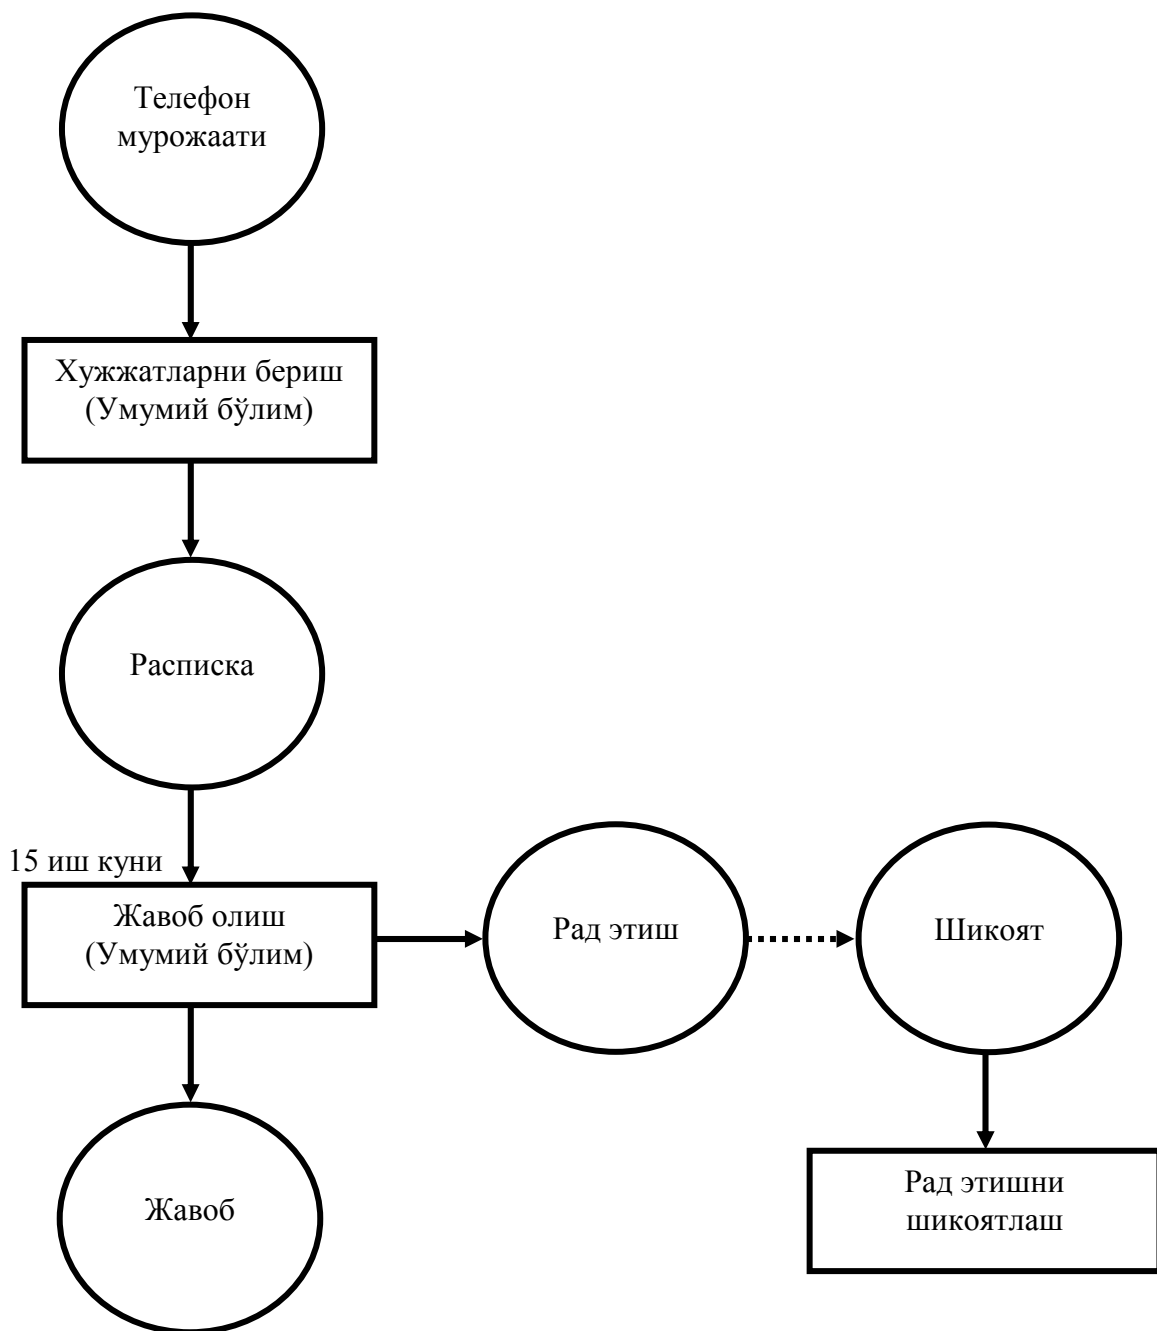 Телефон
мурожаати
Хужжатларни бериш
(Умумий бўлим)
Расписка
15 иш куни
Жавоб олиш
(Умумий бўлим)
Рад этиш
Шикоят
Жавоб
Рад этишни
шикоятлаш